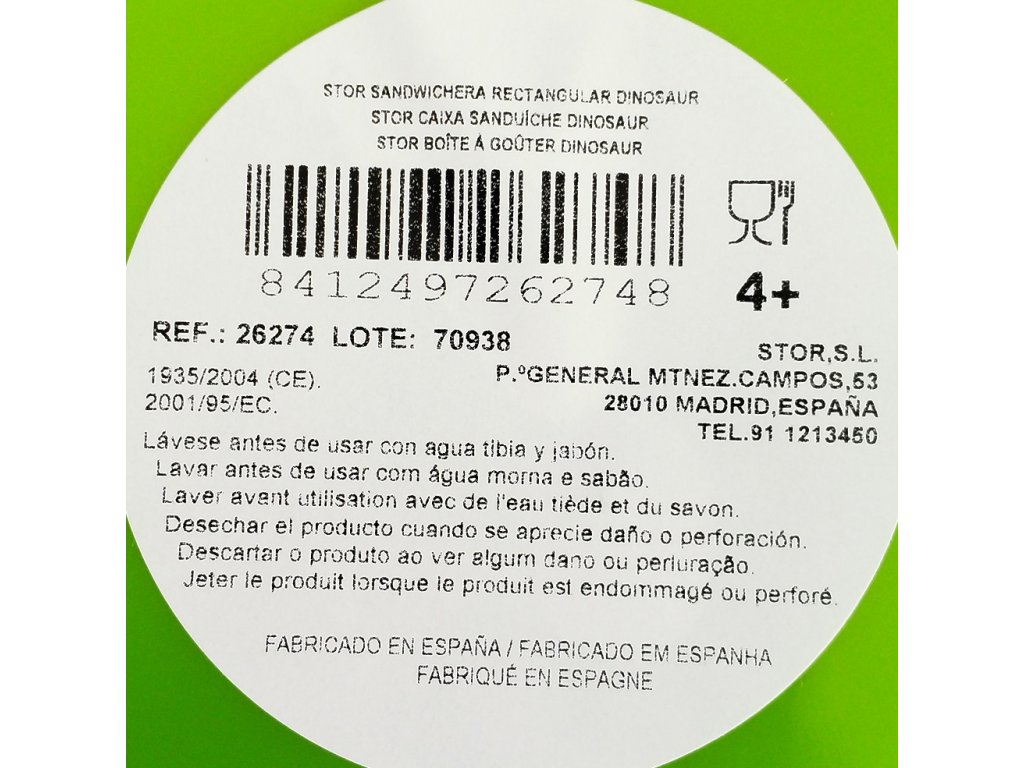 STOR SANDWICHERA RECTANGULAR DINOSAUR
STOR CAIXA SANDUÍCHE DINOSAUR
STOR BOÎTE À GOÛTER DINOSAUR
8412497262748
4+
REF.: 26274 LOTE: 70938
1935/2004 (CE).
2001/95/EC.
STOR,S.L.
P.ºGENERAL MTNEZ.CAMPOS,53
28010 MADRID,ESPAÑA
TEL.91 1213450
Lávese antes de usar con agua tibia y jabón.
Lavar antes de usar com água morna e sabão.
Laver avant utilisation avec de l'eau tiède et du savon.
Desechar el producto cuando se aprecie daño o perforación.
Descartar o produto ao ver algum dano ou perfuração.
Jeter le produit lorsque le produit est endommagé ou perforé.
FABRICADO EN ESPAÑA / FABRICADO EM ESPANHA
FABRIQUÉ EN ESPAGNE